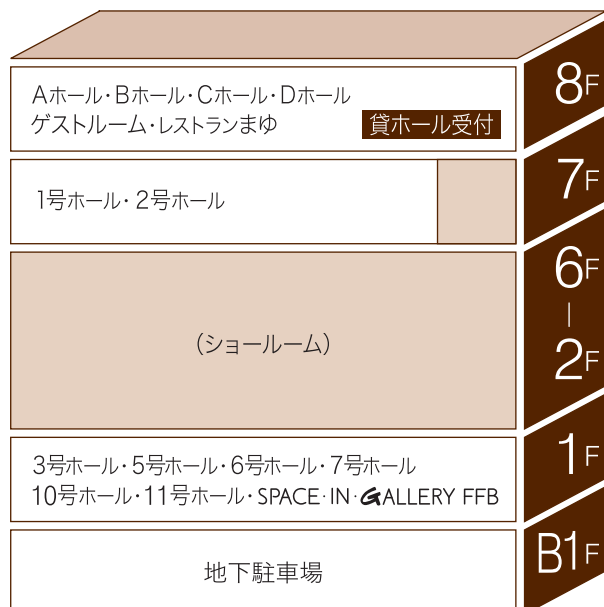 Aホール・Bホール・Cホール・Dホール
ゲストルーム・レストランまゆ
貸ホール受付
8F
1号ホール・2号ホール
7F
(ショールーム)
6F
|
2F
3号ホール・5号ホール・6号ホール・7号ホール
10号ホール・11号ホール・SPACE・IN・GALLERY FFB
1F
地下駐車場
B1F